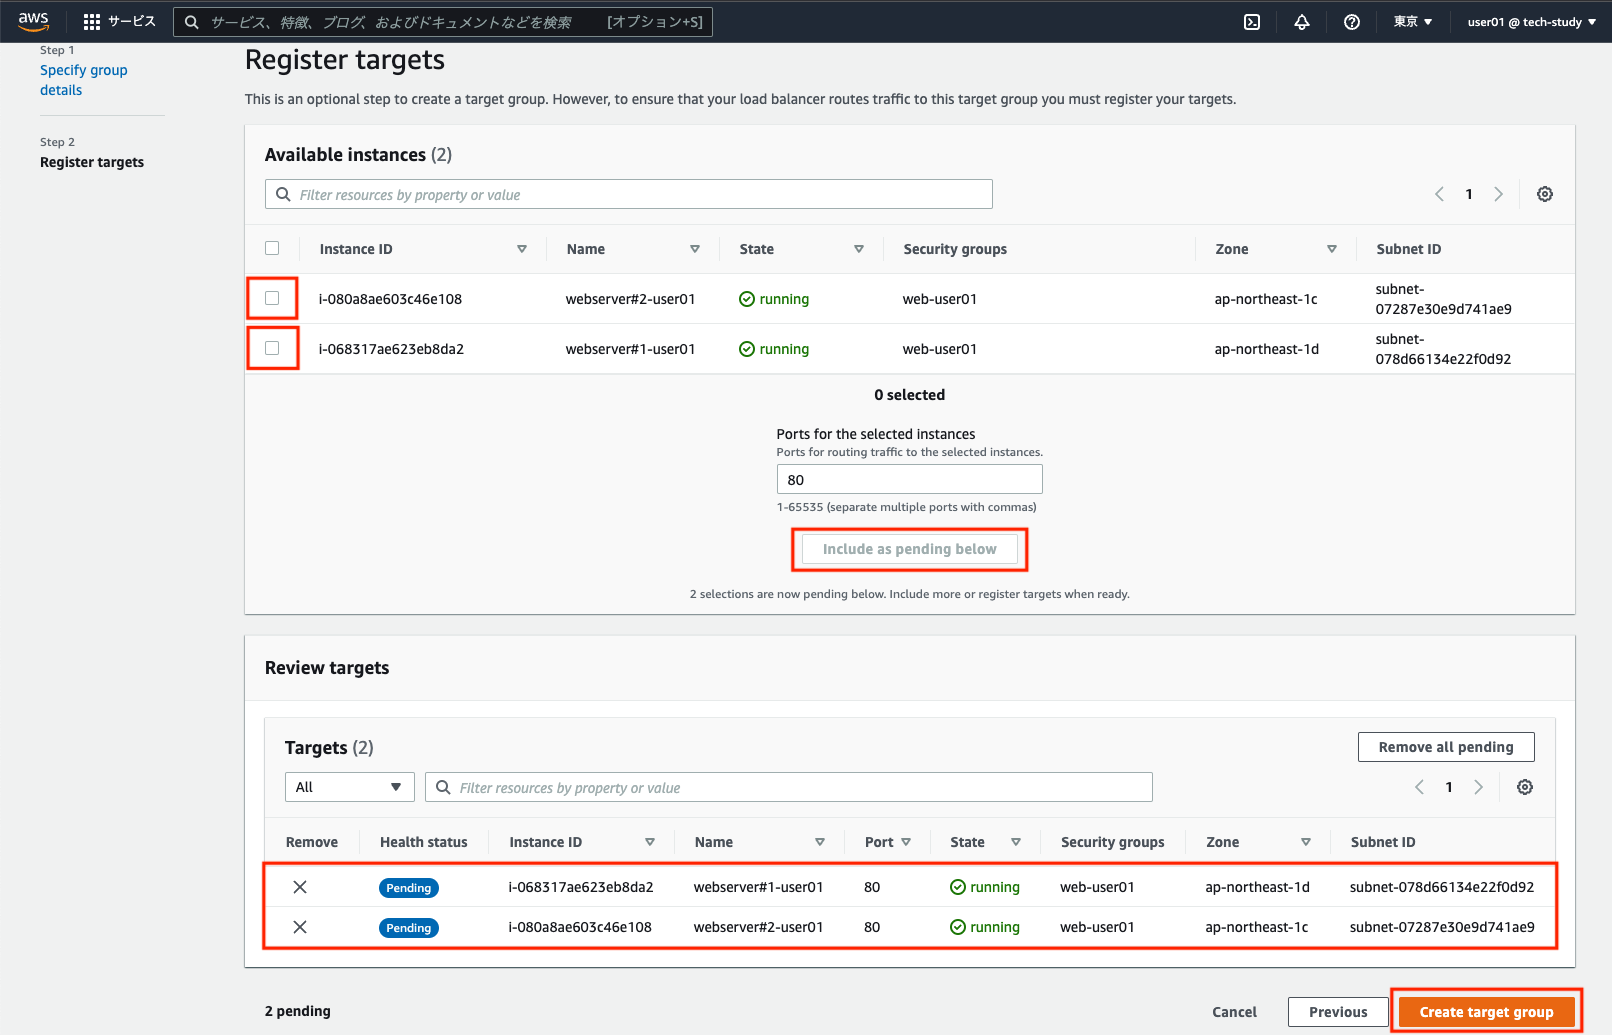 aws サービス サービス、特徴、ブログ、およびドキュメントなどを検索 [オプション+S] 東京 user01 @ tech-study
Step 1
Specify group
details
Step 2
Register targets
Register targets
This is an optional step to create a target group. However, to ensure that your load balancer routes traffic to this target group you must register your targets.
Available instances (2)
Filter resources by property or value 1
Instance ID Name State Security groups Zone Subnet ID
i-080a8ae603c46e108 webserver#2-user01 running web-user01 ap-northeast-1c subnet-
07287e30e9d741ae9
i-068317ae623eb8da2 webserver#1-user01 running web-user01 ap-northeast-1d subnet-
078d66134e22f0d92
0 selected
Ports for the selected instances
Ports for routing traffic to the selected instances.
80
1-65535 (separate multiple ports with commas)
Include as pending below
2 selections are now pending below. Include more or register targets when ready.
Review targets
Targets (2) Remove all pending
All Filter resources by property or value 1
Remove Health status Instance ID Name Port State Security groups Zone Subnet ID
Pending i-068317ae623eb8da2 webserver#1-user01 80 running web-user01 ap-northeast-1d subnet-078d66134e22f0d92
Pending i-080a8ae603c46e108 webserver#2-user01 80 running web-user01 ap-northeast-1c subnet-07287e30e9d741ae9
2 pending Cancel Previous Create target group